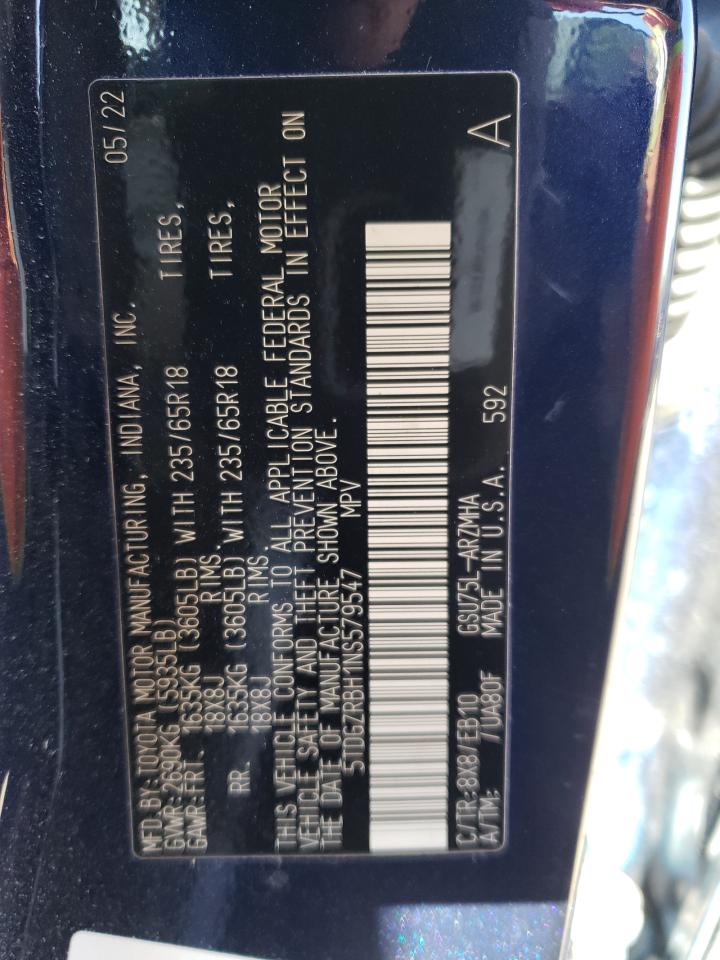 MFD. BY: TOYOTA MOTOR MANUFACTURING, INDIANA, INC. 05/22
GVWR: 2690KG (5935LB)
GAWR: FRT. 1635KG (3605LB) WITH 235/65R18 TIRES,
18X8J RIMS.
RR. 1635KG (3605LB) WITH 235/65R18 TIRES,
18X8J RIMS.
THIS VEHICLE CONFORMS TO ALL APPLICABLE FEDERAL MOTOR
VEHICLE SAFETY AND THEFT PREVENTION STANDARDS IN EFFECT ON
THE DATE OF MANUFACTURE SHOWN ABOVE.
5TDGZRBH1NS579547 MPV
C/TR: 8X8/EB10 GSU75L-ARZMHA A
A/TM: /UA80F MADE IN U.S.A. 592